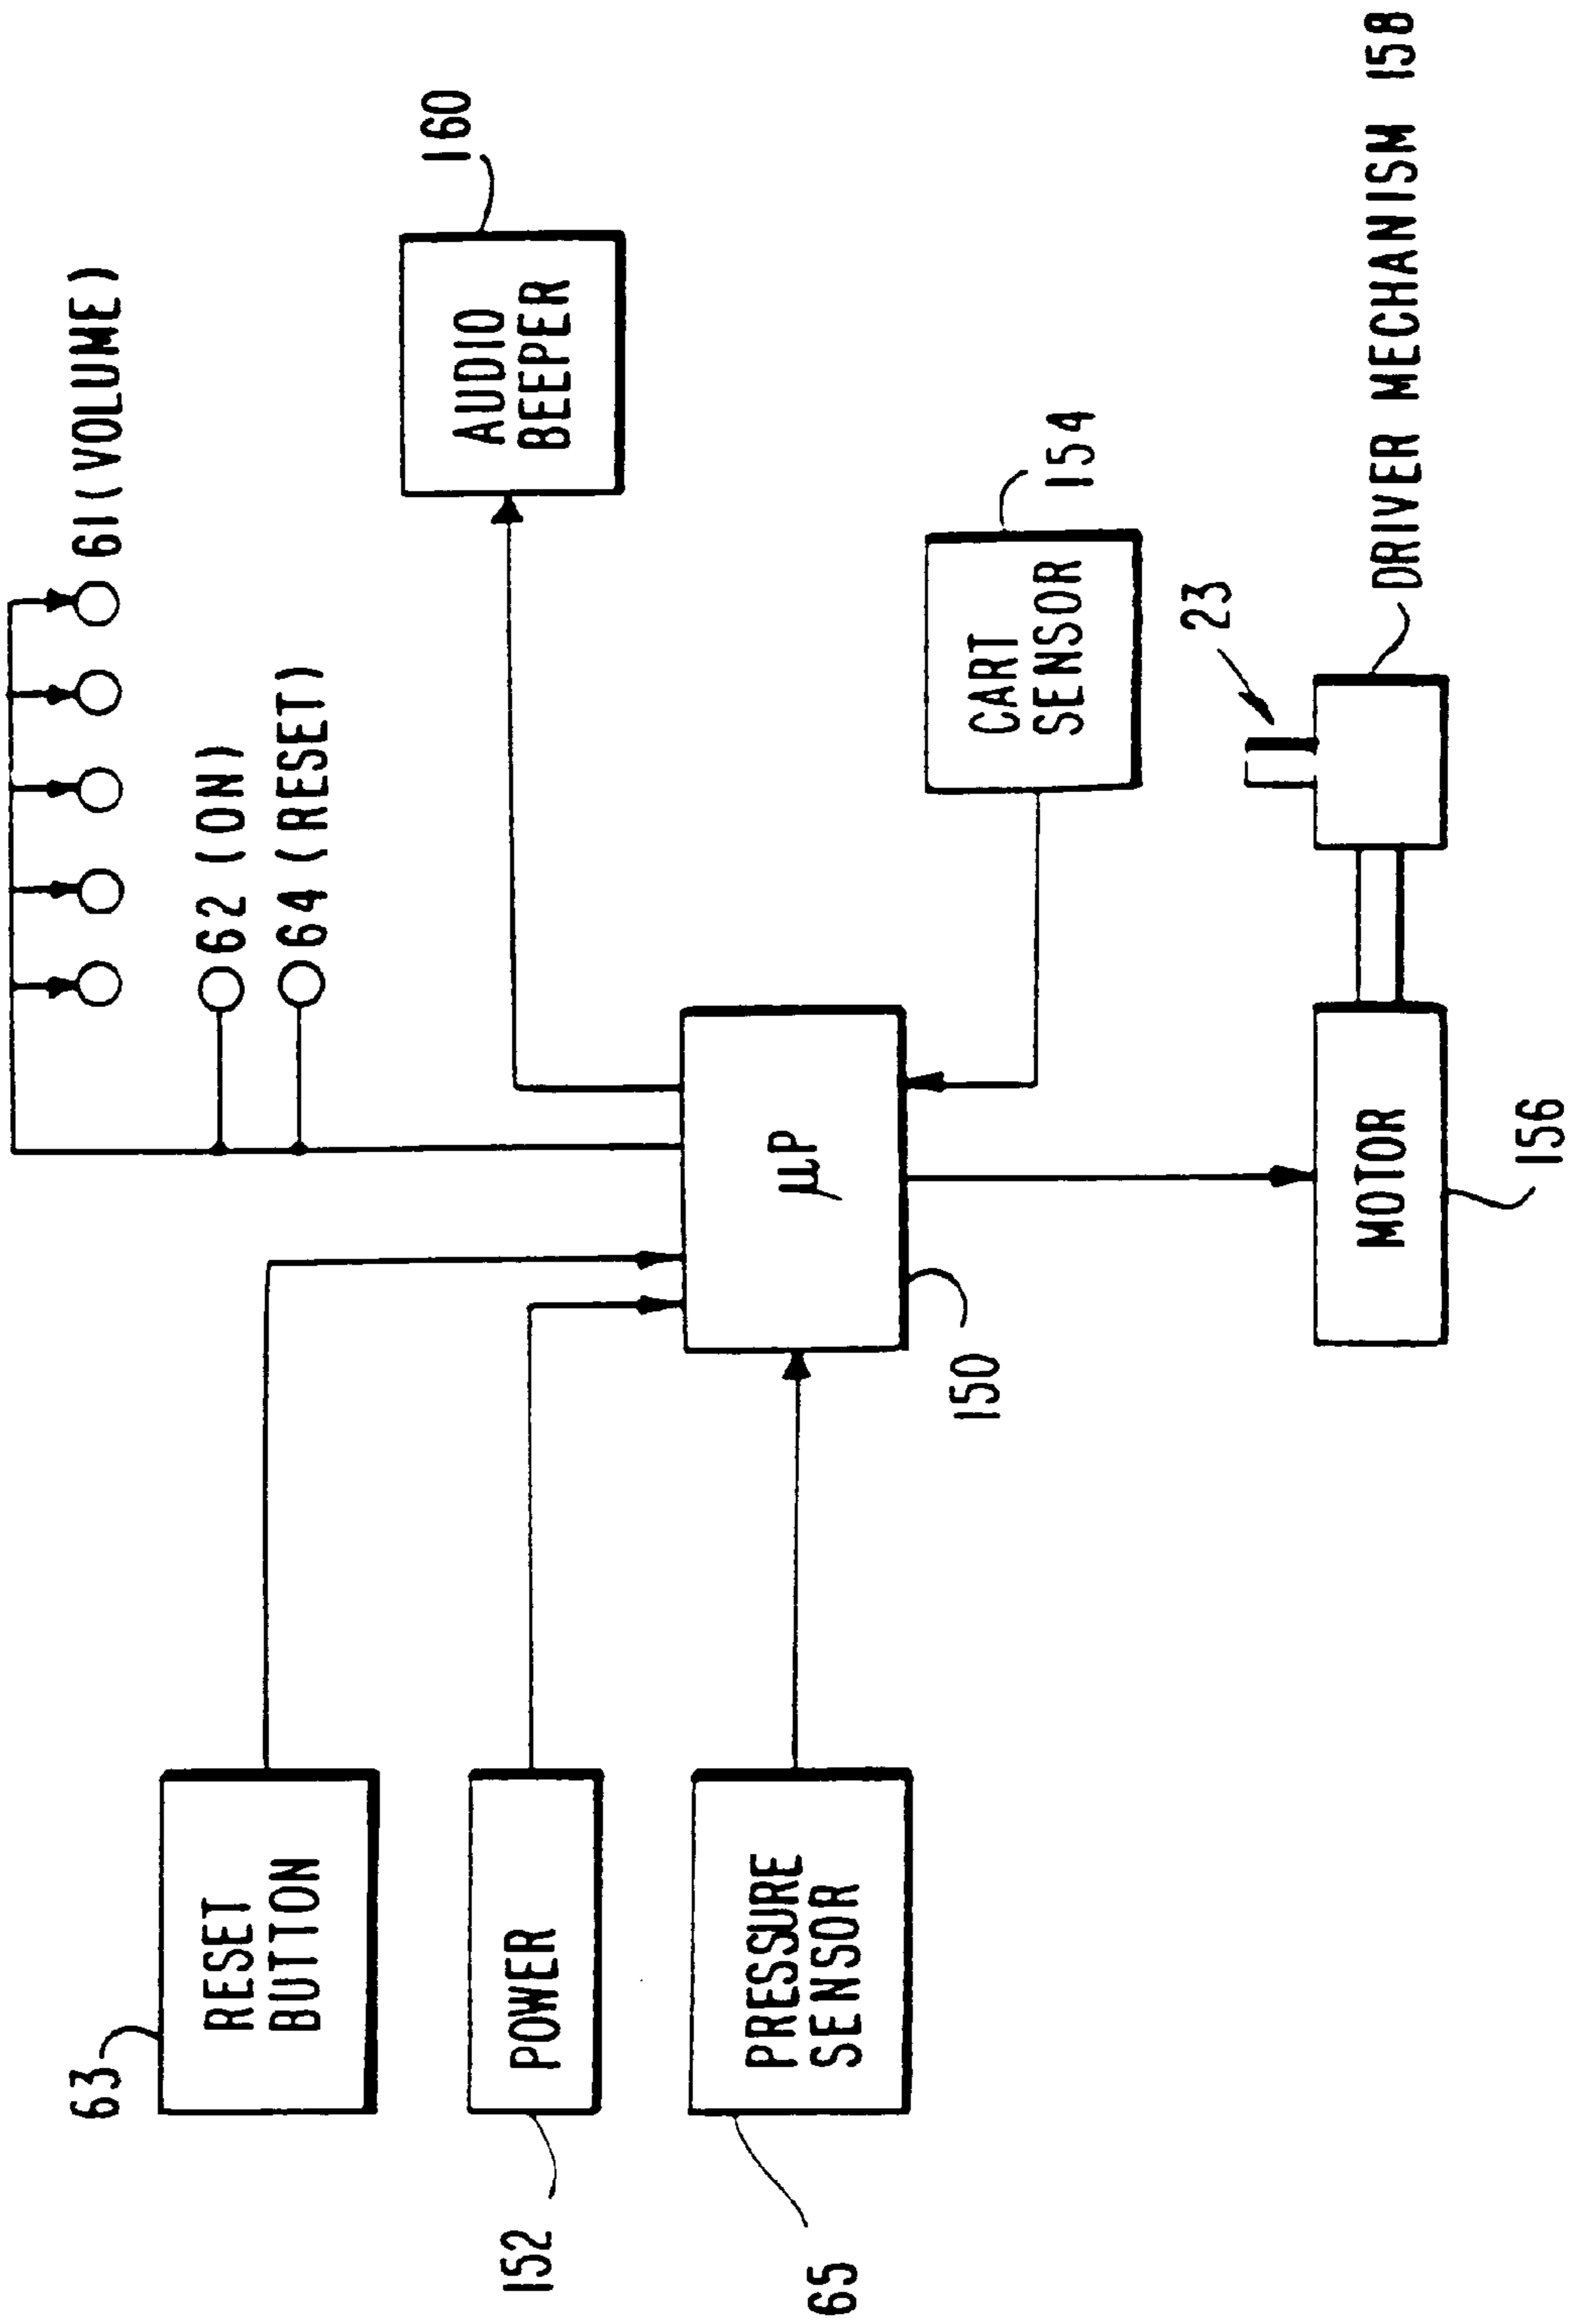 61 (VOLUME)
62 (ON)
64 (RESET)
63
RESET
BUTTON
160
AUDIO
BEEPER
152
POWER
65
PRESSURE
SENSOR
μP
150
CART
SENSOR
154
23
MOTOR
156
DRIVER MECHANISM 158